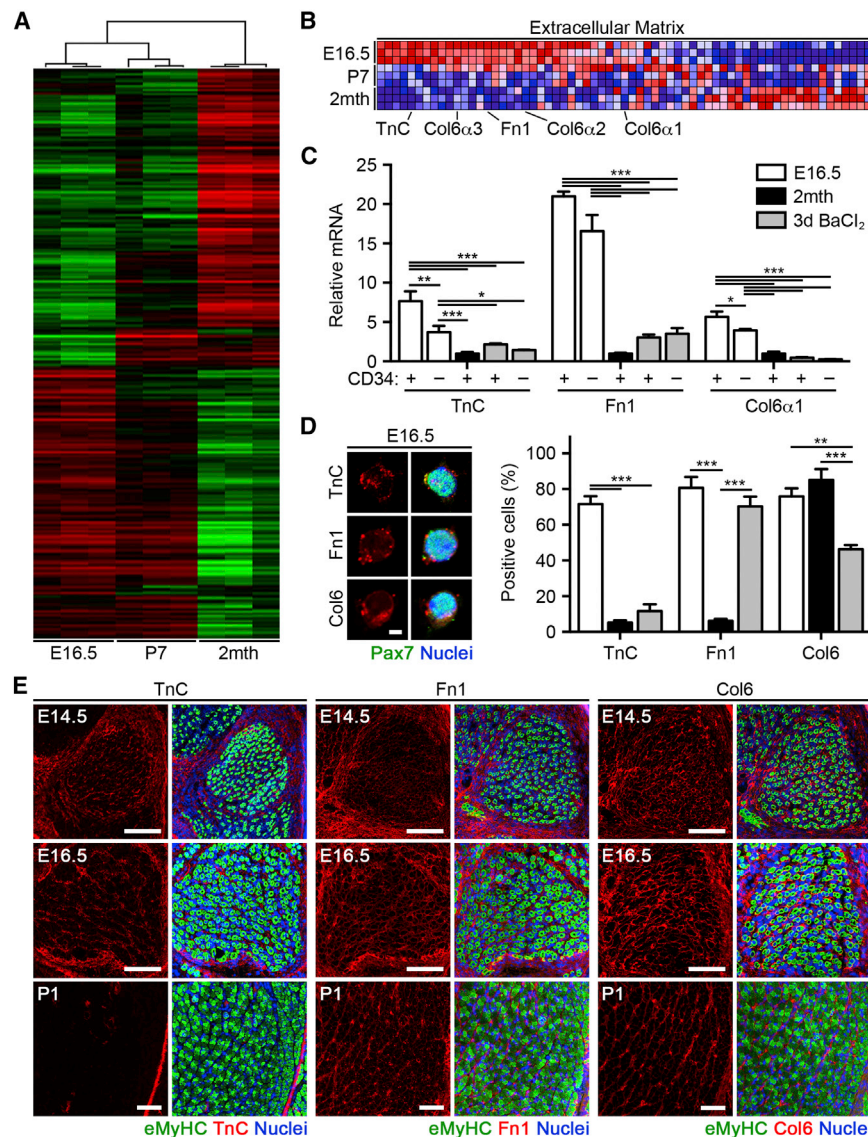 A
E16.5 P7 2mth
B
Extracellular Matrix
E16.5
P7
2mth
TnC Col6α3 Fn1 Col6α2 Col6α1
C
Relative mRNA
25
20
15
10
5
0
*** ** *** *
***
*** *
E16.5
2mth
3d BaCl₂
CD34: + − + + − + − + + − + − + + −
TnC Fn1 Col6α1
D
E16.5
TnC
Fn1
Col6
Pax7 Nuclei
Positive cells (%)
100
80
60
40
20
0
***
*** ***
** ***
TnC Fn1 Col6
E
TnC Fn1 Col6
E14.5 E14.5 E14.5
E16.5 E16.5 E16.5
P1 P1 P1
eMyHC TnC Nuclei eMyHC Fn1 Nuclei eMyHC Col6 Nuclei